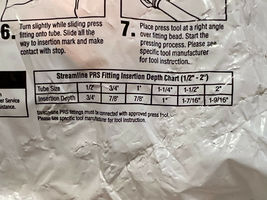 6.
Turn slightly while sliding press
fitting onto tube. Slide all the
way to insertion mark and make
contact with stop.
7.
Place press tool at a right angle
over fitting bead. Start the
pressing process. Please see
specific tool manufacturer
for tool instruction.
Streamline PRS Fitting Insertion Depth Chart (1/2" - 2")
Tube Size 1/2" 3/4" 1" 1-1/4" 1-1/2" 2"
Insertion Depth 3/4" 7/8" 7/8" 1" 1-7/16" 1-9/16"
Streamline PRS fittings must be connected with approved press tool.
Please see specific tool manufacturer for tool instruction.
er Service
istance.